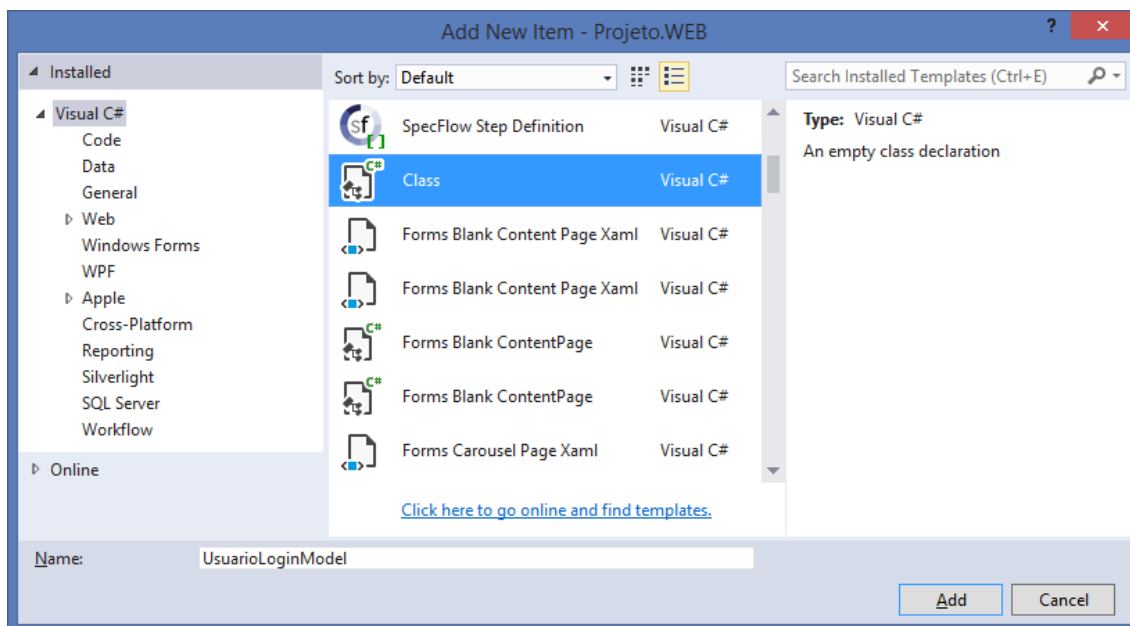 Add New Item - Projeto.WEB
?
Installed
Sort by: Default
Search Installed Templates (Ctrl+E)
Visual C#
Code
Data
General
Web
Windows Forms
WPF
Apple
Cross-Platform
Reporting
Silverlight
SQL Server
Workflow
Online
sf
[ ]
SpecFlow Step Definition Visual C#
C#
Class Visual C#
Forms Blank Content Page Xaml Visual C#
Forms Blank Content Page Xaml Visual C#
C#
Forms Blank ContentPage Visual C#
C#
Forms Blank ContentPage Visual C#
Forms Carousel Page Xaml Visual C#
Click here to go online and find templates.
Type: Visual C#
An empty class declaration
Name: UsuarioLoginModel
Add Cancel